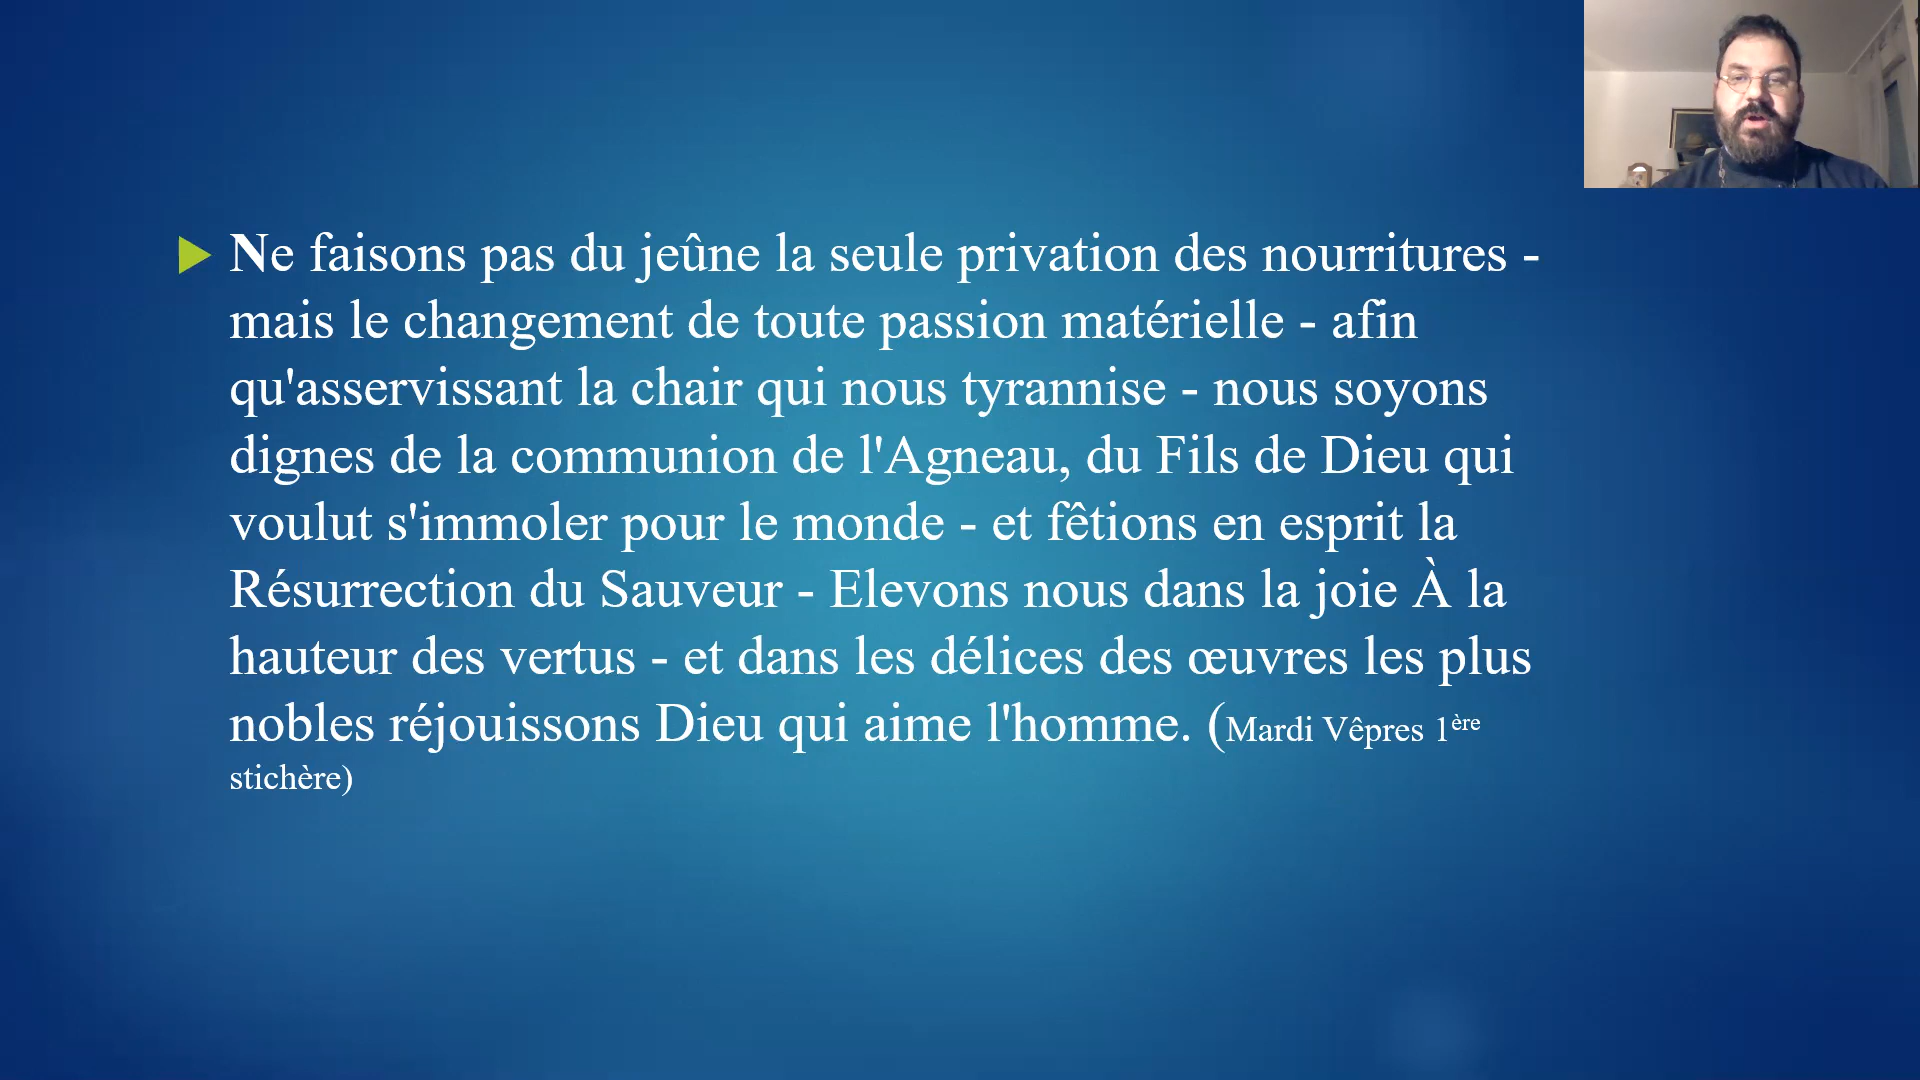 Ne faisons pas du jeûne la seule privation des nourritures -
mais le changement de toute passion matérielle - afin
qu'asservissant la chair qui nous tyrannise - nous soyons
dignes de la communion de l'Agneau, du Fils de Dieu qui
voulut s'immoler pour le monde - et fêtions en esprit la
Résurrection du Sauveur - Elevons nous dans la joie À la
hauteur des vertus - et dans les délices des œuvres les plus
nobles réjouissons Dieu qui aime l'homme. (Mardi Vêpres 1ère
stichère)